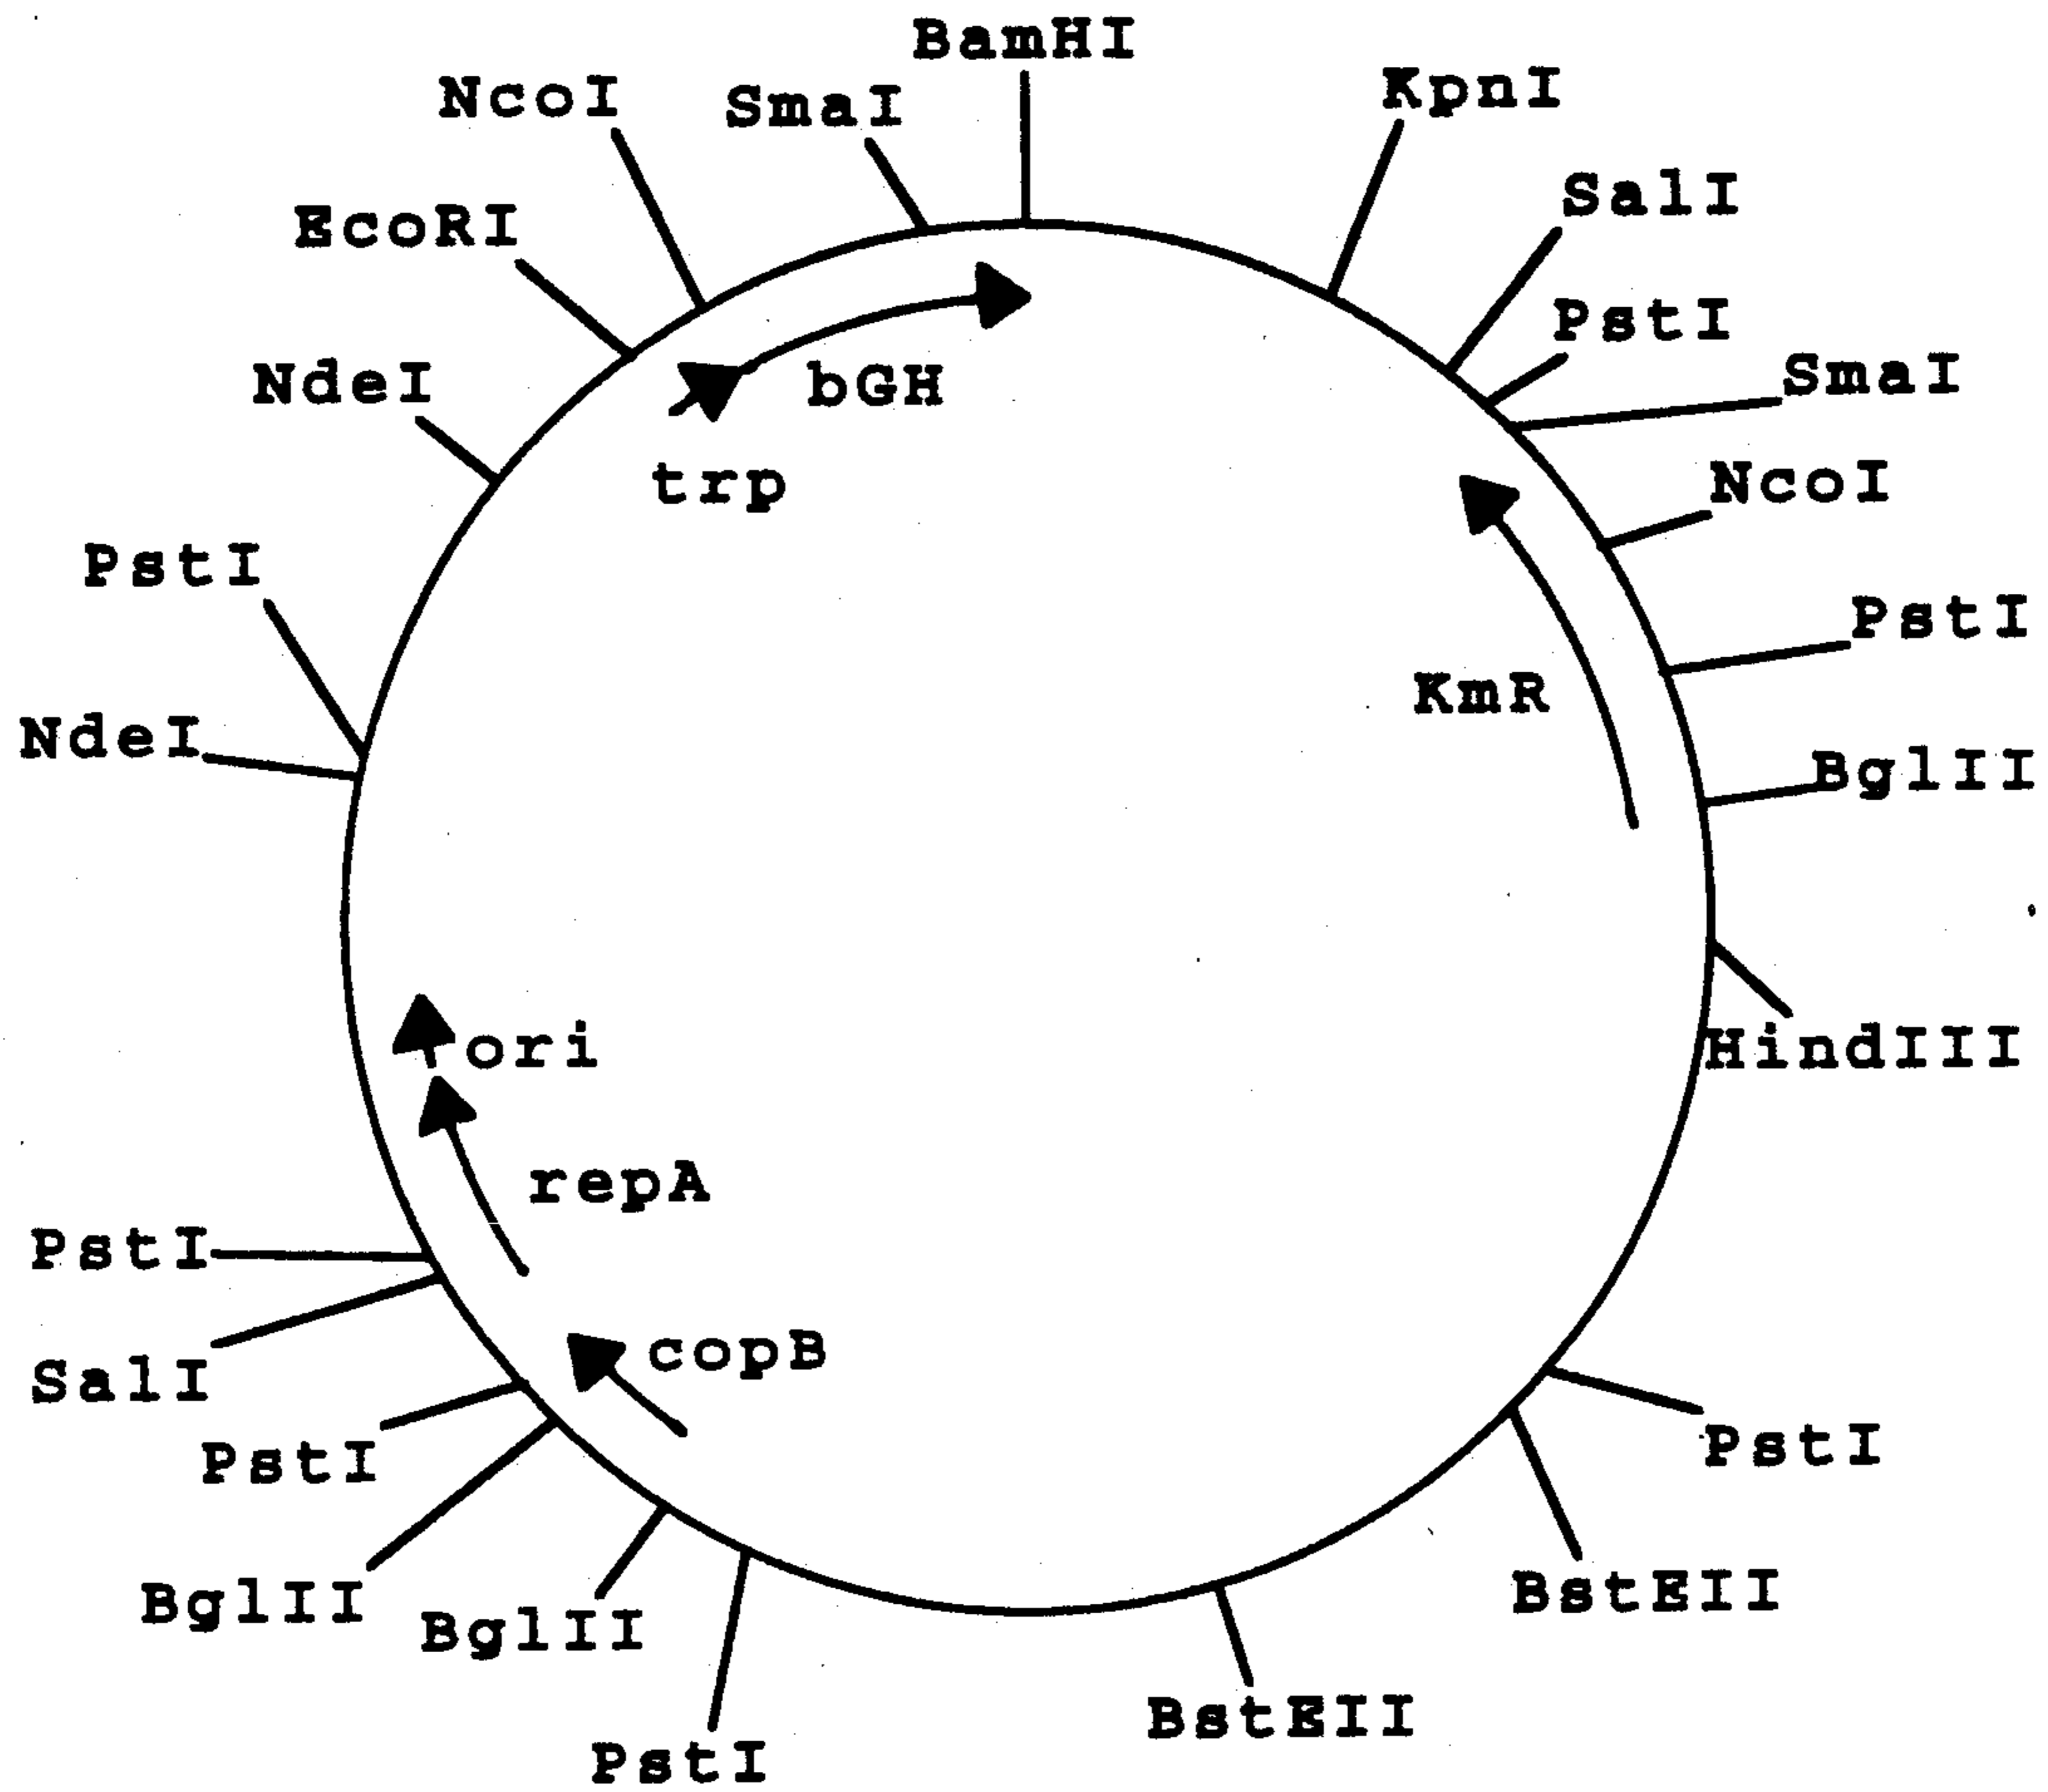 BamHI
KpnI
NcoI
SmaI
SalI
EcoRI
PstI
SmaI
NdeI
bGH
trp
NcoI
PstI
PstI
KmR
NdeI
BglII
ori
HindIII
repA
PstI
copB
SalI
PstI
PstI
BglII
BglII
BstEII
BstEII
PstI